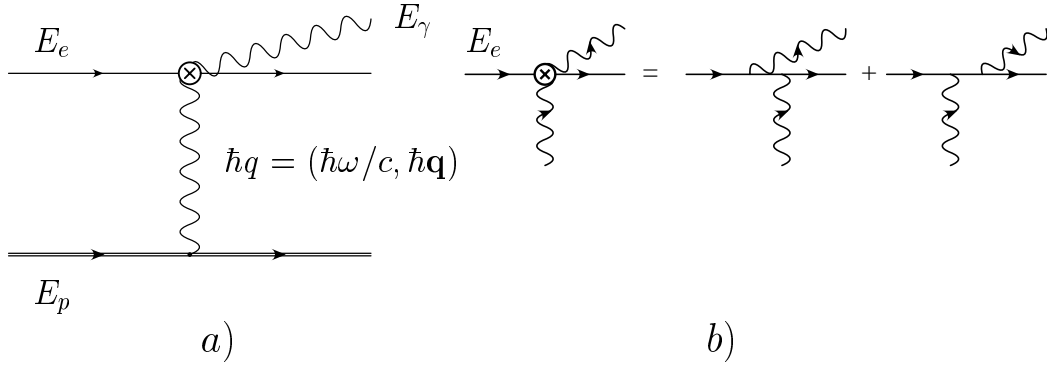 E_γ
E_e
E_e
= +
ħq = (ħω/c, ħ𝐪)
E_p
a) b)